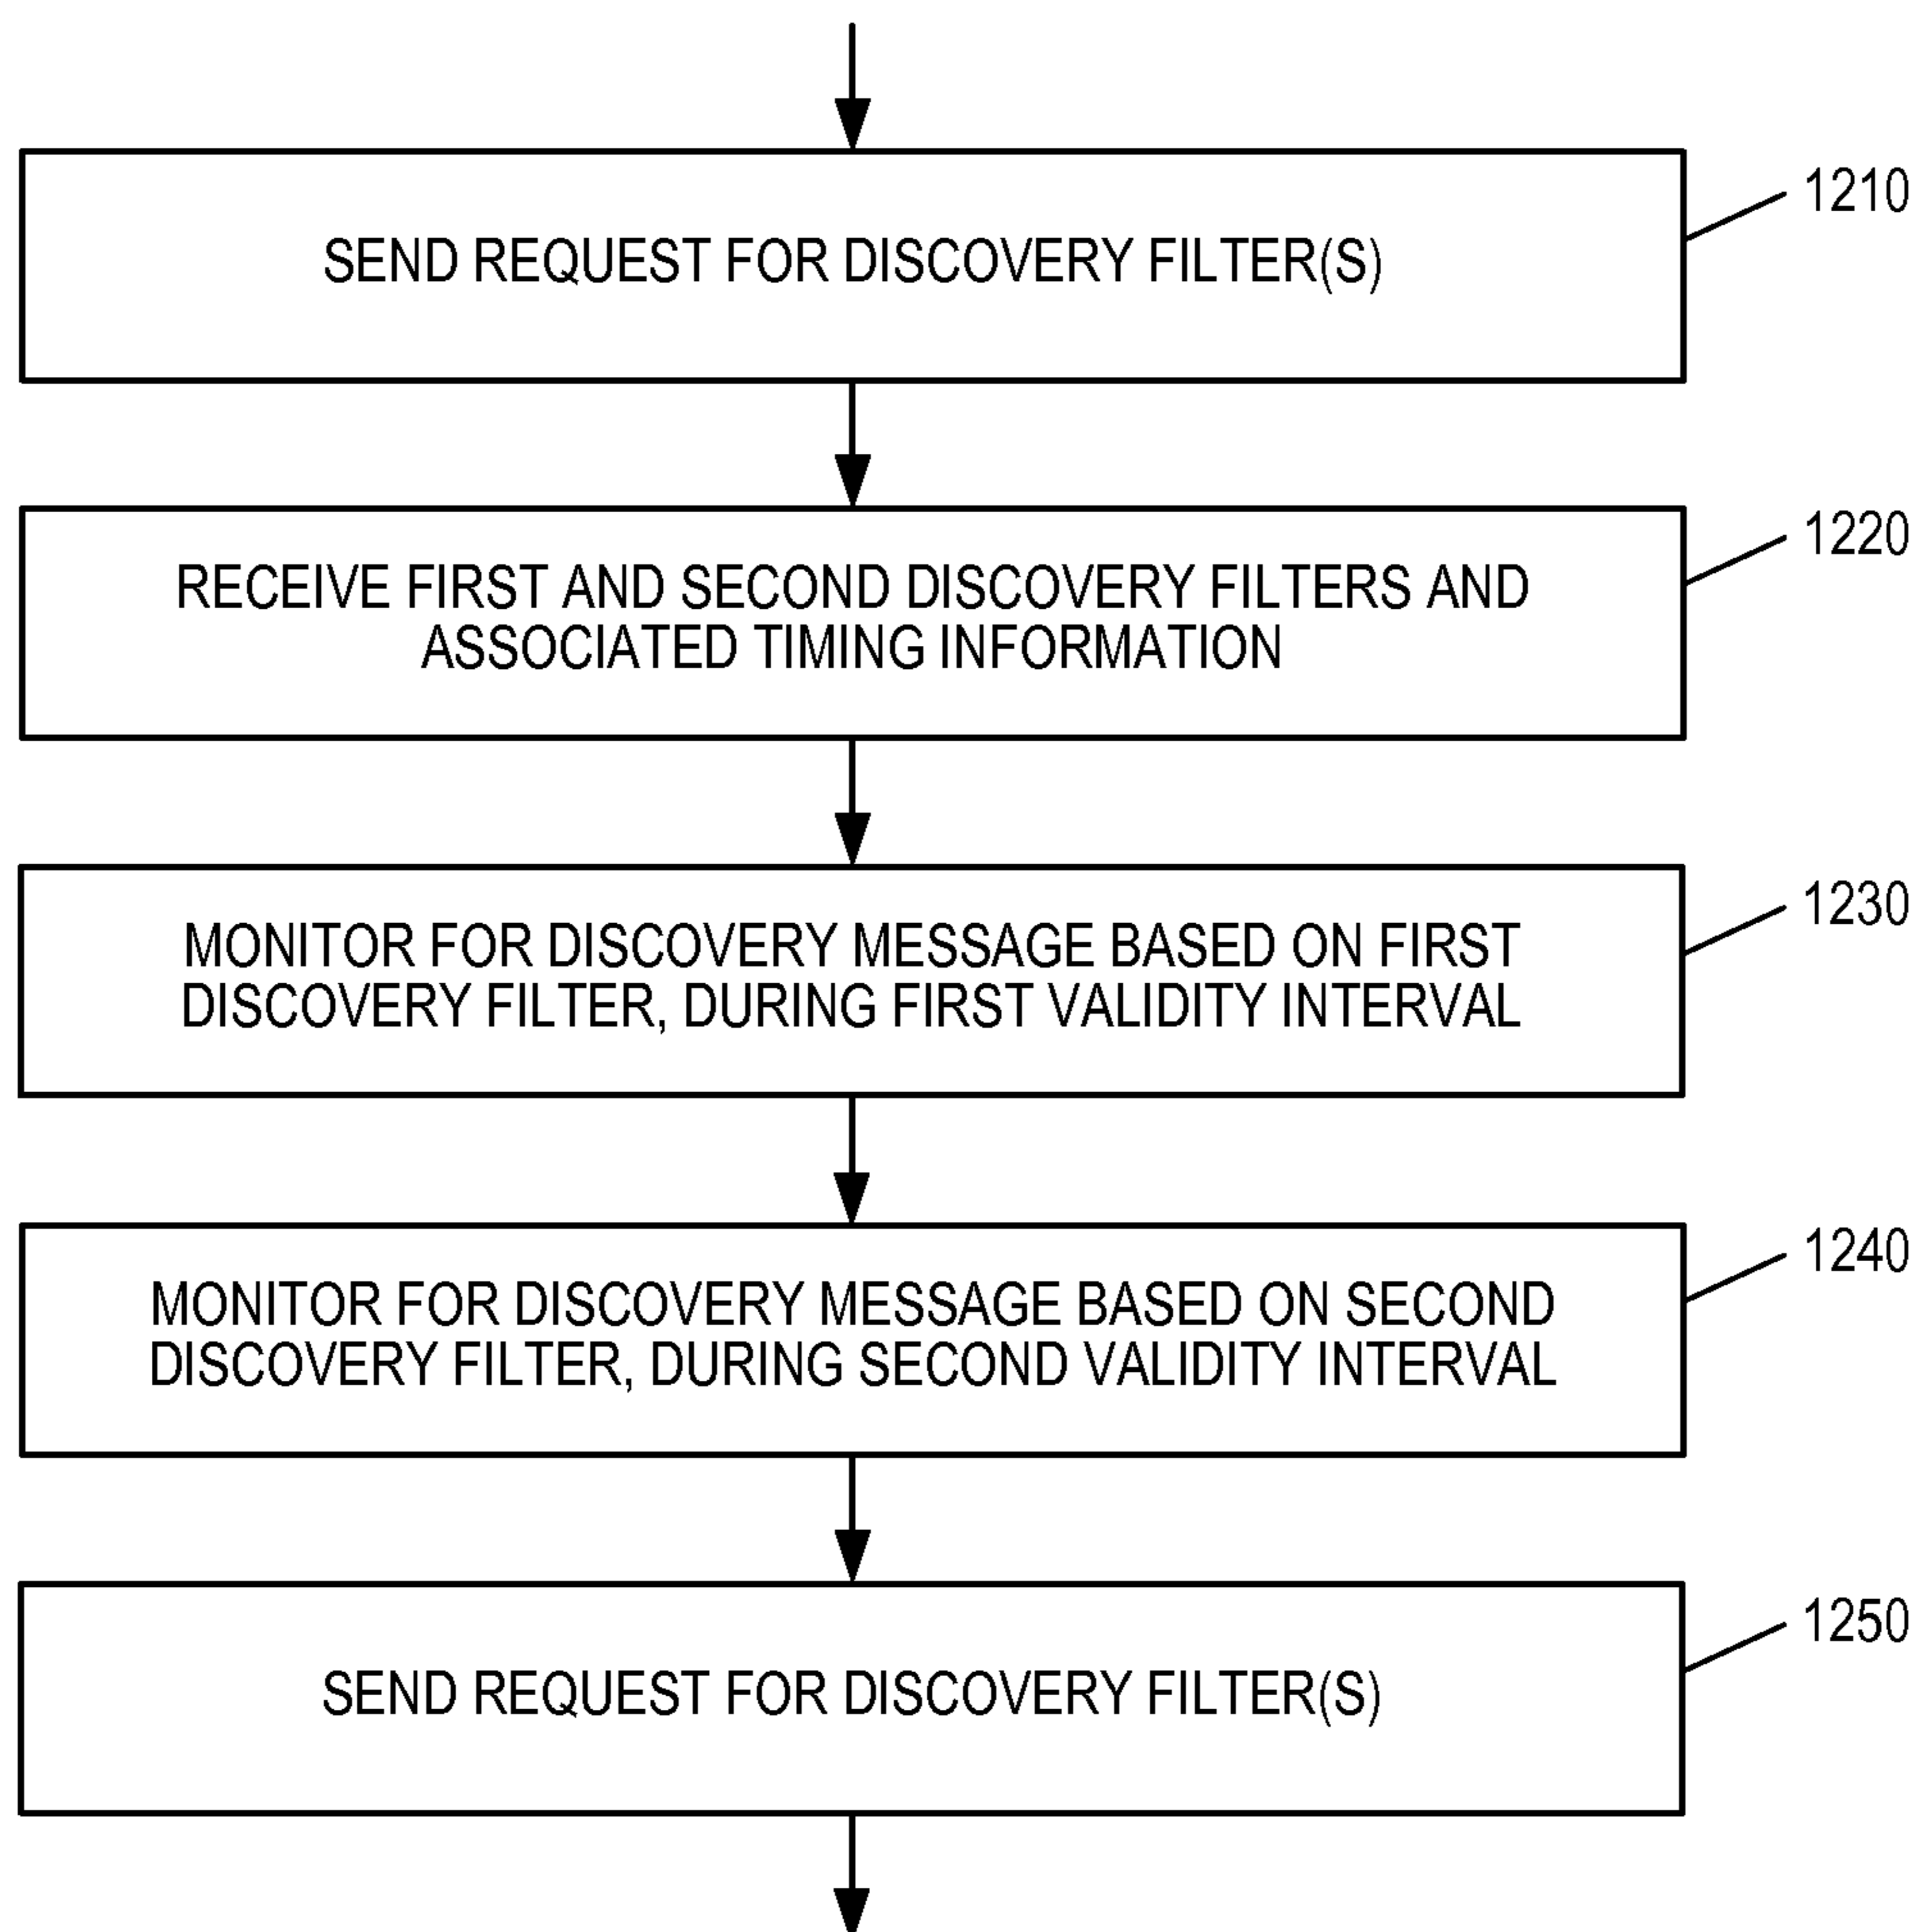 SEND REQUEST FOR DISCOVERY FILTER(S)
1210
RECEIVE FIRST AND SECOND DISCOVERY FILTERS AND
ASSOCIATED TIMING INFORMATION
1220
MONITOR FOR DISCOVERY MESSAGE BASED ON FIRST
DISCOVERY FILTER, DURING FIRST VALIDITY INTERVAL
1230
MONITOR FOR DISCOVERY MESSAGE BASED ON SECOND
DISCOVERY FILTER, DURING SECOND VALIDITY INTERVAL
1240
SEND REQUEST FOR DISCOVERY FILTER(S)
1250